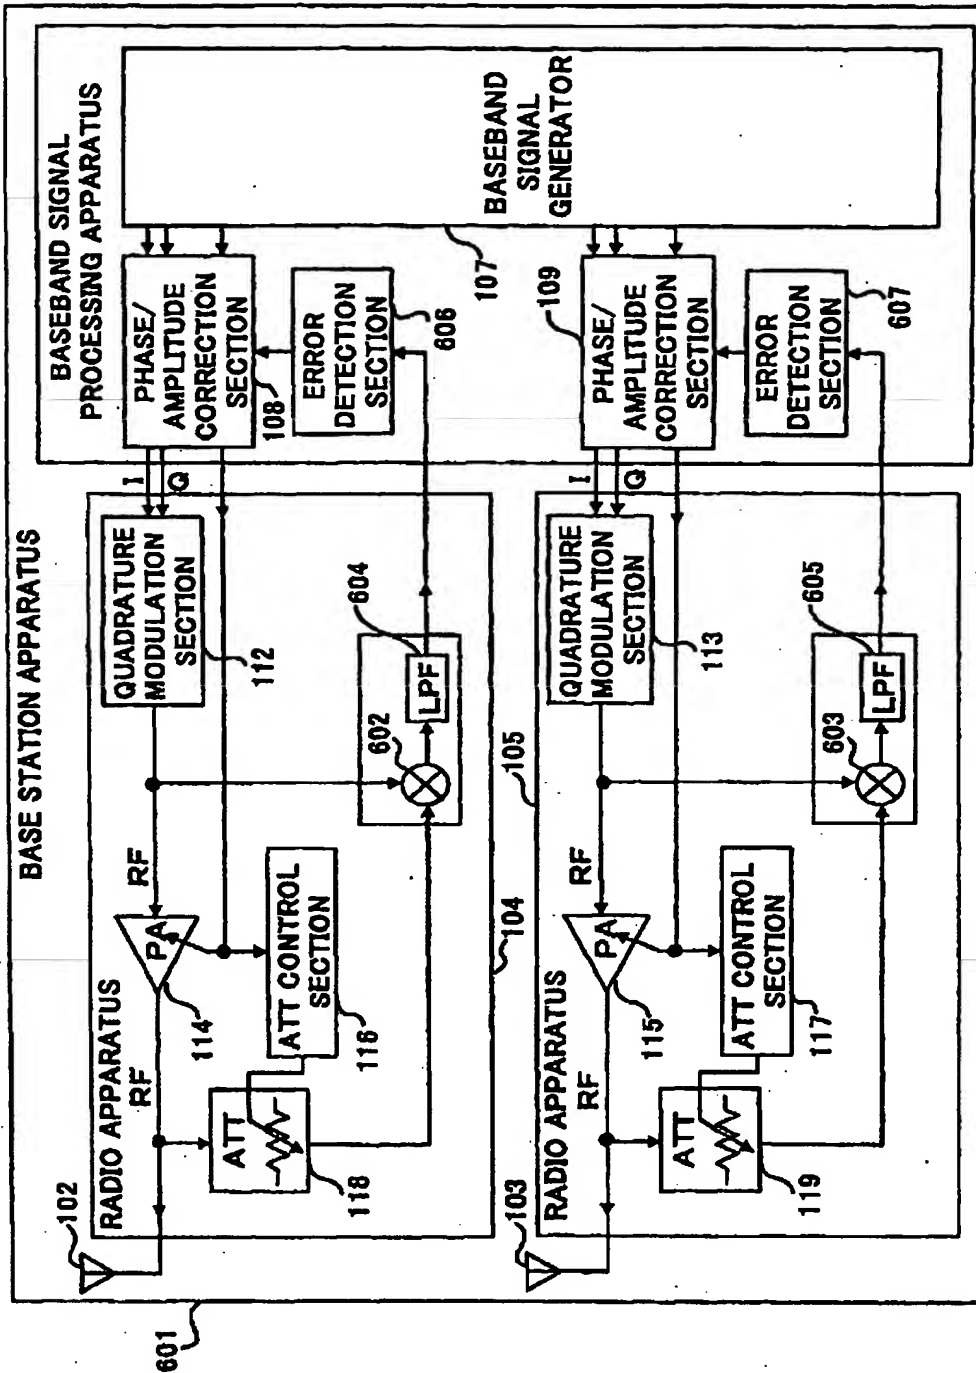 BASE STATION APPARATUS
601
102
RADIO APPARATUS
RF
114
PA
RF
QUADRATURE
MODULATION
SECTION
112
I
Q
BASEBAND SIGNAL
PROCESSING APPARATUS
PHASE/
AMPLITUDE
CORRECTION
SECTION
108
ATT
118
ATT CONTROL
SECTION
116
602
LPF
604
ERROR
DETECTION
SECTION
606
104
107
BASEBAND
SIGNAL
GENERATOR
103
105
RADIO APPARATUS
RF
115
PA
RF
QUADRATURE
MODULATION
SECTION
113
I
Q
109
PHASE/
AMPLITUDE
CORRECTION
SECTION
ATT
119
ATT CONTROL
SECTION
117
603
LPF
605
ERROR
DETECTION
SECTION
607